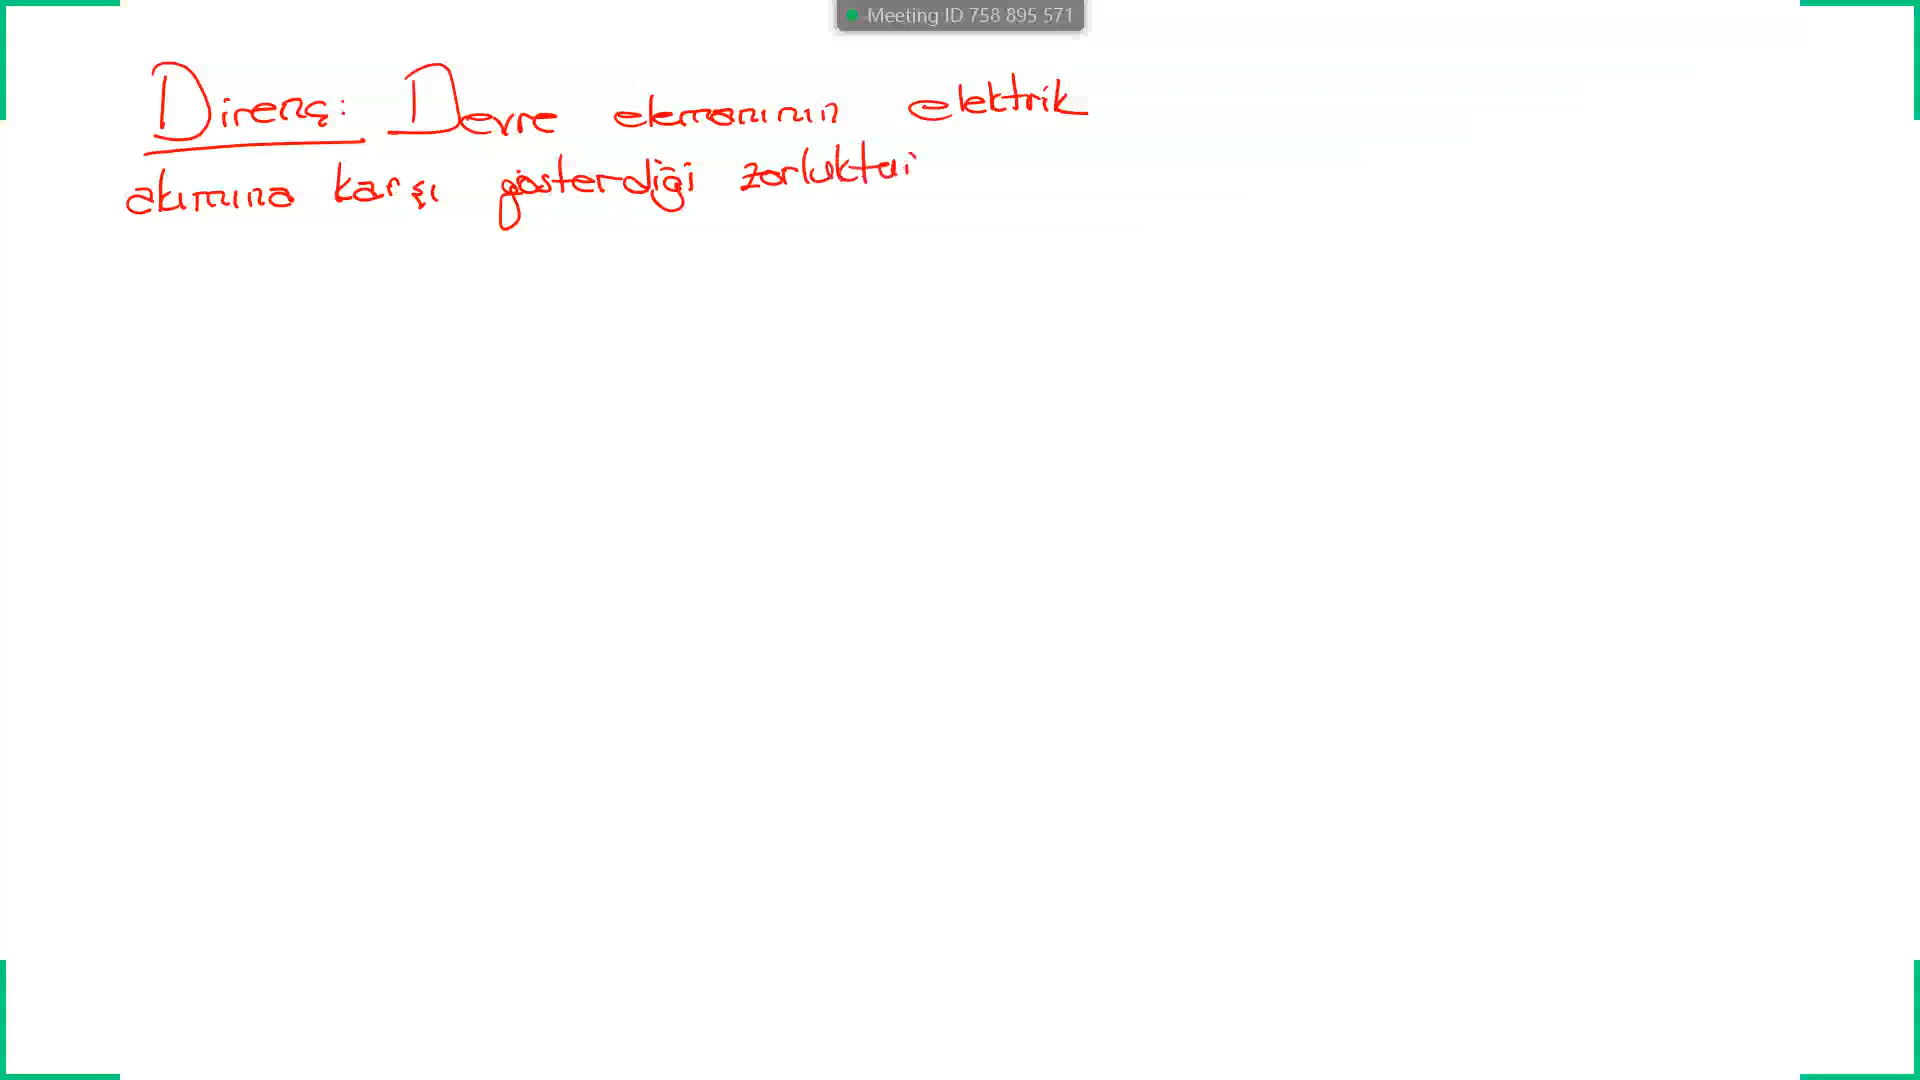 Meeting ID 758 895 571
Direnç: Devre elemanının elektrik
akımına karşı gösterdiği zorluktur